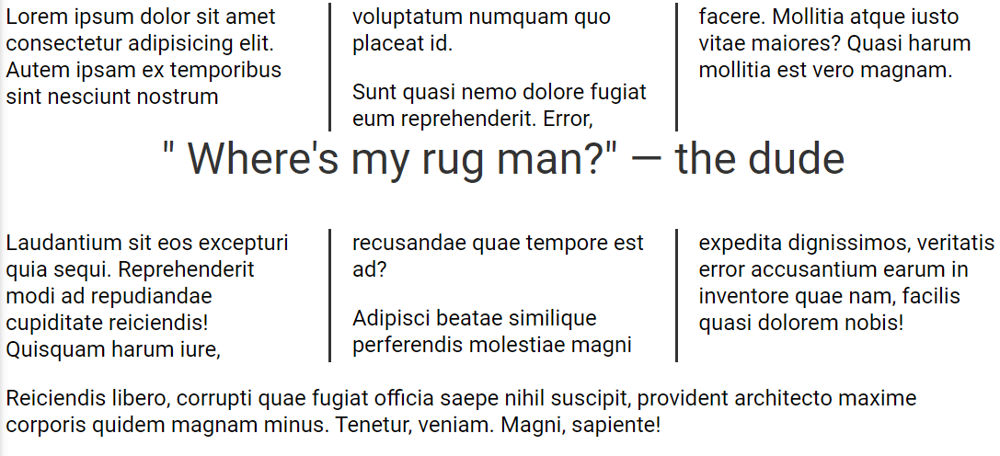 Lorem ipsum dolor sit amet
consectetur adipisicing elit.
Autem ipsam ex temporibus
sint nesciunt nostrum
voluptatum numquam quo
placeat id.
Sunt quasi nemo dolore fugiat
eum reprehenderit. Error,
facere. Mollitia atque iusto
vitae maiores? Quasi harum
mollitia est vero magnam.
" Where's my rug man?" — the dude
Laudantium sit eos excepturi
quia sequi. Reprehenderit
modi ad repudiandae
cupiditate reiciendis!
Quisquam harum iure,
recusandae quae tempore est
ad?
Adipisci beatae similique
perferendis molestiae magni
expedita dignissimos, veritatis
error accusantium earum in
inventore quae nam, facilis
quasi dolorem nobis!
Reiciendis libero, corrupti quae fugiat officia saepe nihil suscipit, provident architecto maxime
corporis quidem magnam minus. Tenetur, veniam. Magni, sapiente!